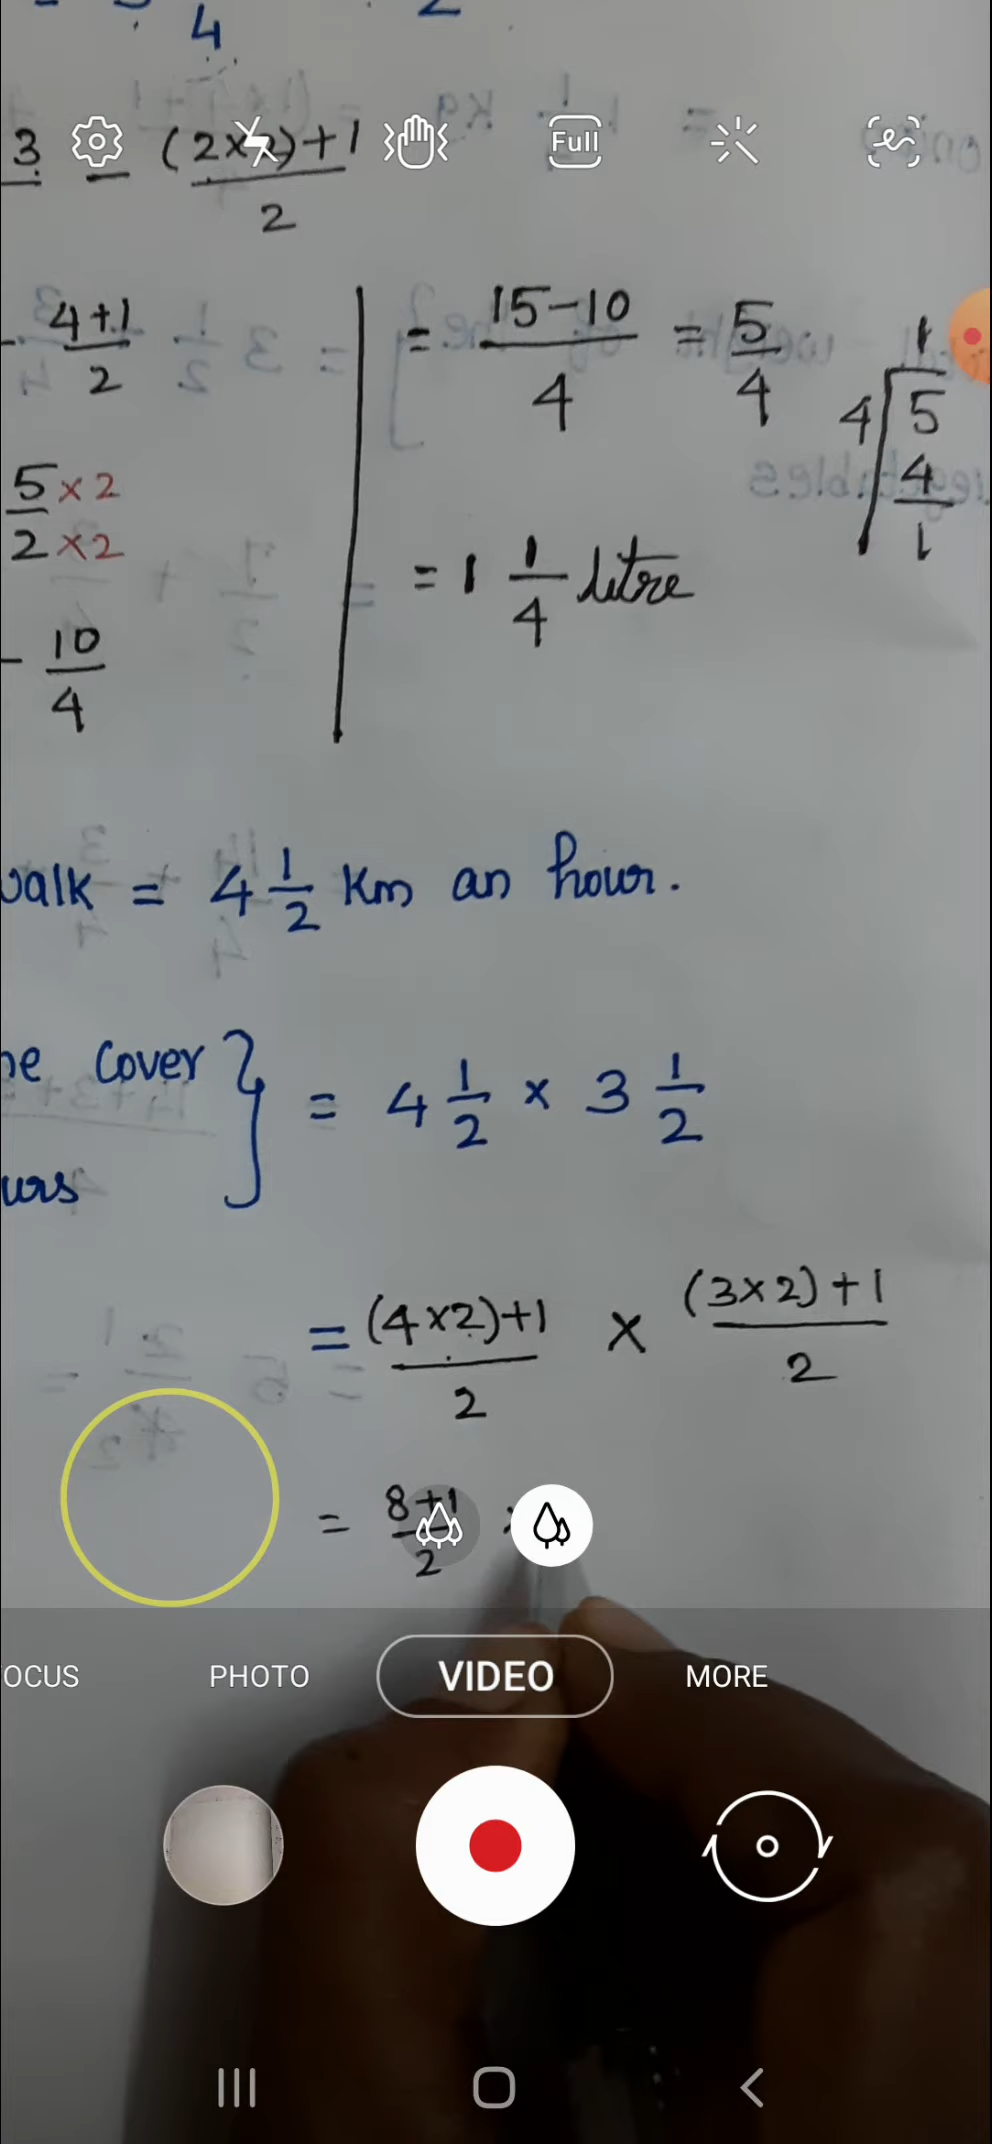 4
3 (2×2)+1
2
Full
- 4+1
2
= 15-10 = 5
4 4
1
4 5
4
1
5 × 2
2 × 2
= 1 1/4 litre
- 10
4
walk = 4 1/2 Km an hour.
Cover } = 4 1/2 × 3 1/2
= (4×2)+1 × (3×2)+1
2 2
= 8+1
2
PHOTO VIDEO MORE